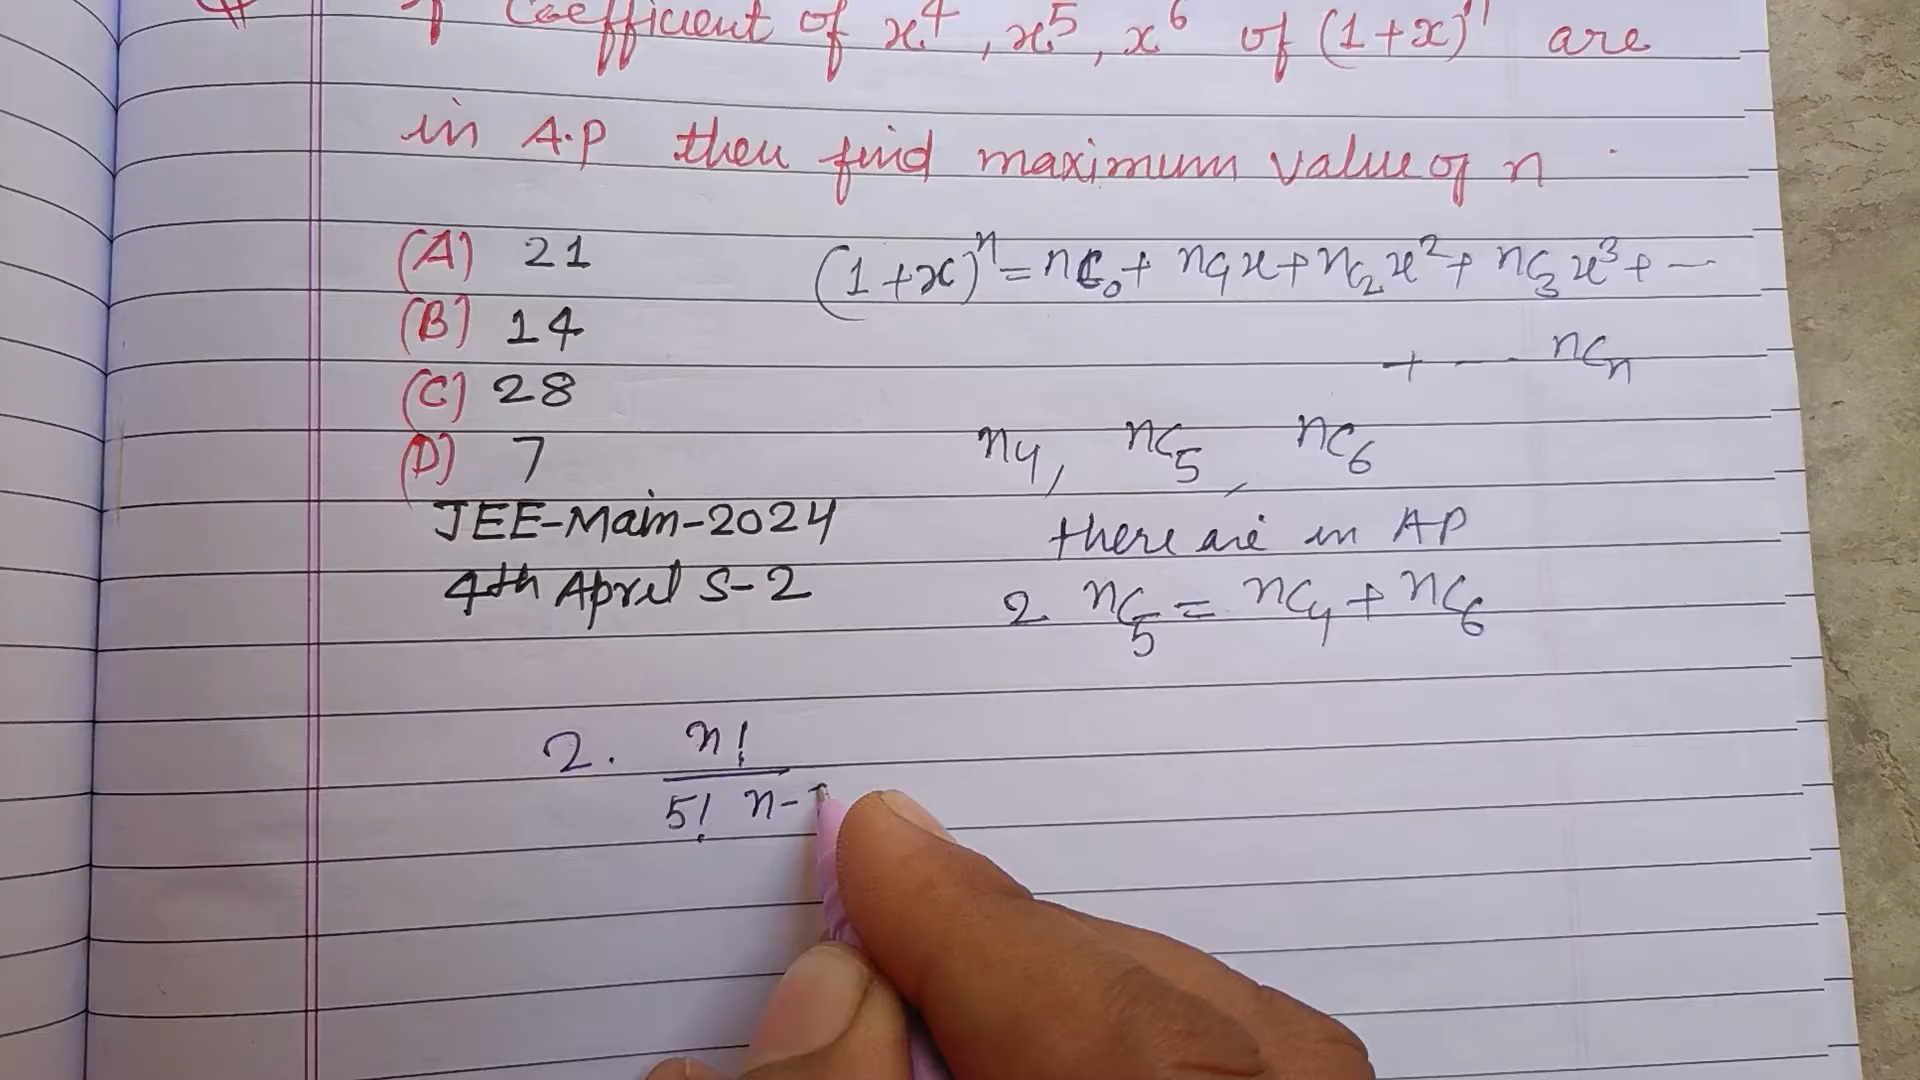 If Coefficient of x⁴, x⁵, x⁶ of (1+x)ⁿ are
in A.P then find maximum value of n.
(A) 21
(B) 14
(C) 28
(D) 7
JEE-Main-2024
4th April S-2
(1+x)ⁿ = nC₀ + nC₁x + nC₂x² + nC₃x³ + ---
+ --- nCₙ
nC₄, nC₅, nC₆
there are in AP
2. nC₅ = nC₄ + nC₆
2. n!
5! n-